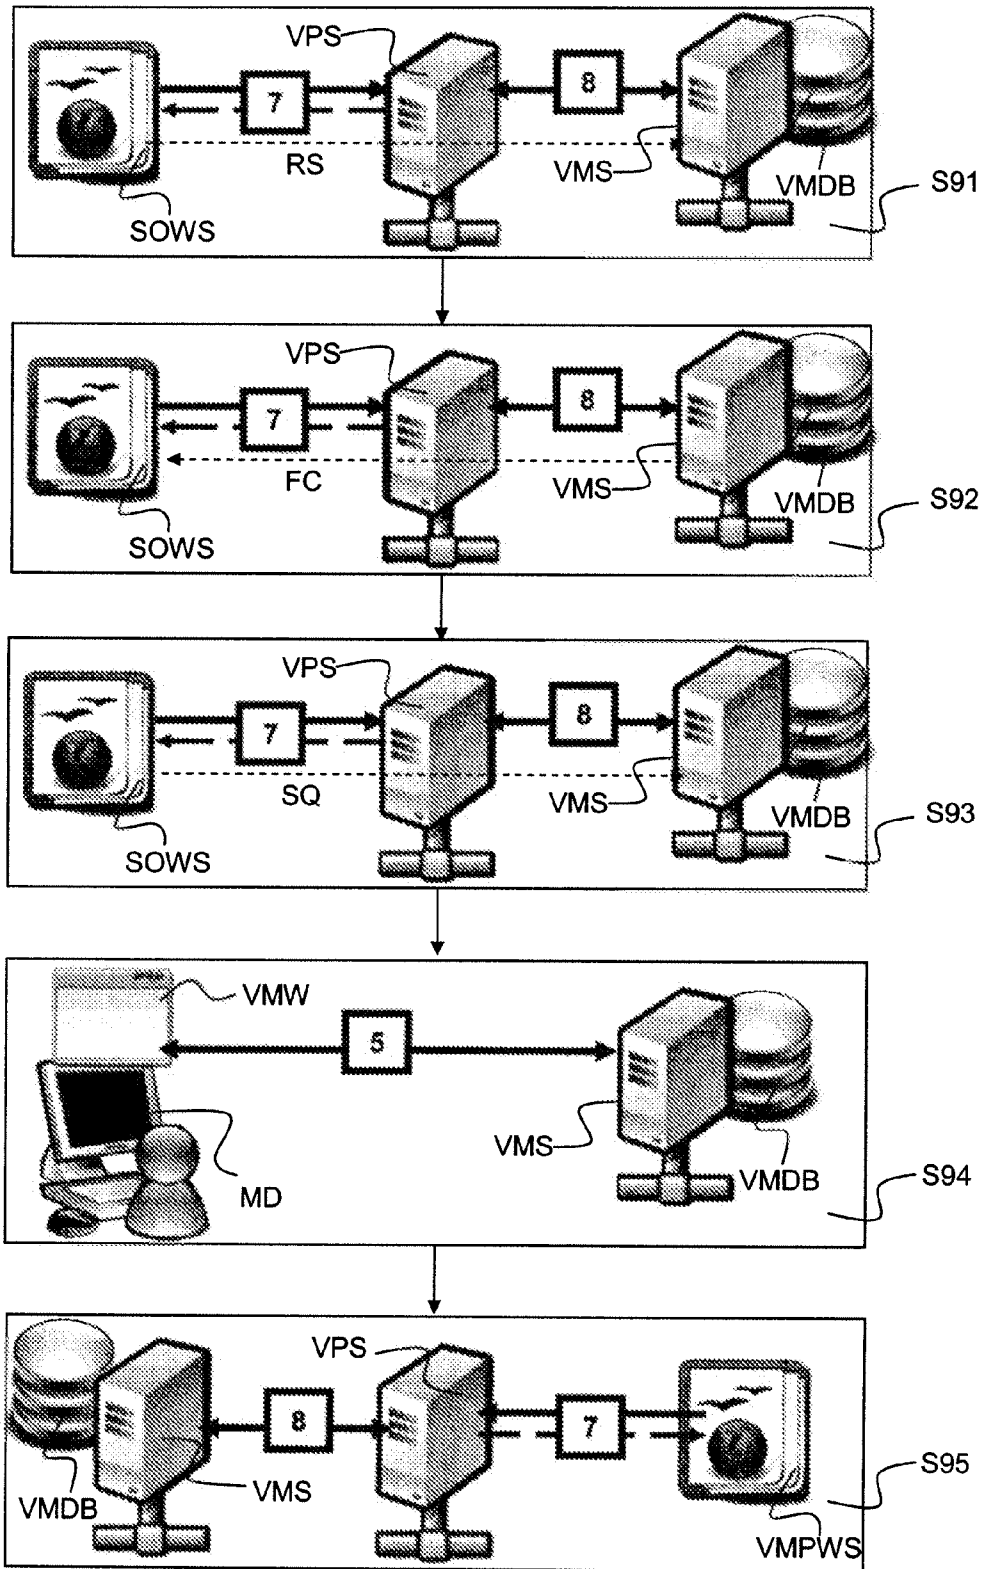 VPS
7
8
RS
VMS
VMDB
SOWS
S91
VPS
7
8
FC
VMS
VMDB
SOWS
S92
VPS
7
8
SQ
VMS
VMDB
SOWS
S93
VMW
5
VMS
MD
VMDB
S94
VPS
8
7
VMS
VMDB
VMPWS
S95